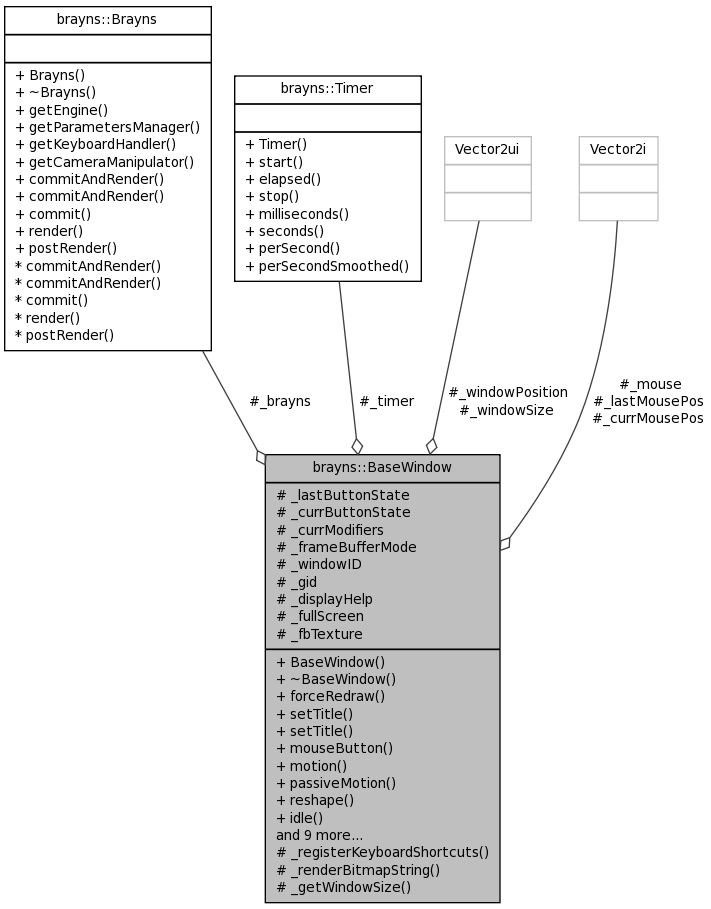 brayns::Brayns
+ Brayns()
+ ~Brayns()
+ getEngine()
+ getParametersManager()
+ getKeyboardHandler()
+ getCameraManipulator()
+ commitAndRender()
+ commitAndRender()
+ commit()
+ render()
+ postRender()
* commitAndRender()
* commitAndRender()
* commit()
* render()
* postRender()
brayns::Timer
+ Timer()
+ start()
+ elapsed()
+ stop()
+ milliseconds()
+ seconds()
+ perSecond()
+ perSecondSmoothed()
Vector2ui
Vector2i
#_brayns
#_timer
#_windowPosition
#_windowSize
#_mouse
#_lastMousePos
#_currMousePos
brayns::BaseWindow
# _lastButtonState
# _currButtonState
# _currModifiers
# _frameBufferMode
# _windowID
# _gid
# _displayHelp
# _fullScreen
# _fbTexture
+ BaseWindow()
+ ~BaseWindow()
+ forceRedraw()
+ setTitle()
+ setTitle()
+ mouseButton()
+ motion()
+ passiveMotion()
+ reshape()
+ idle()
and 9 more...
# _registerKeyboardShortcuts()
# _renderBitmapString()
# _getWindowSize()